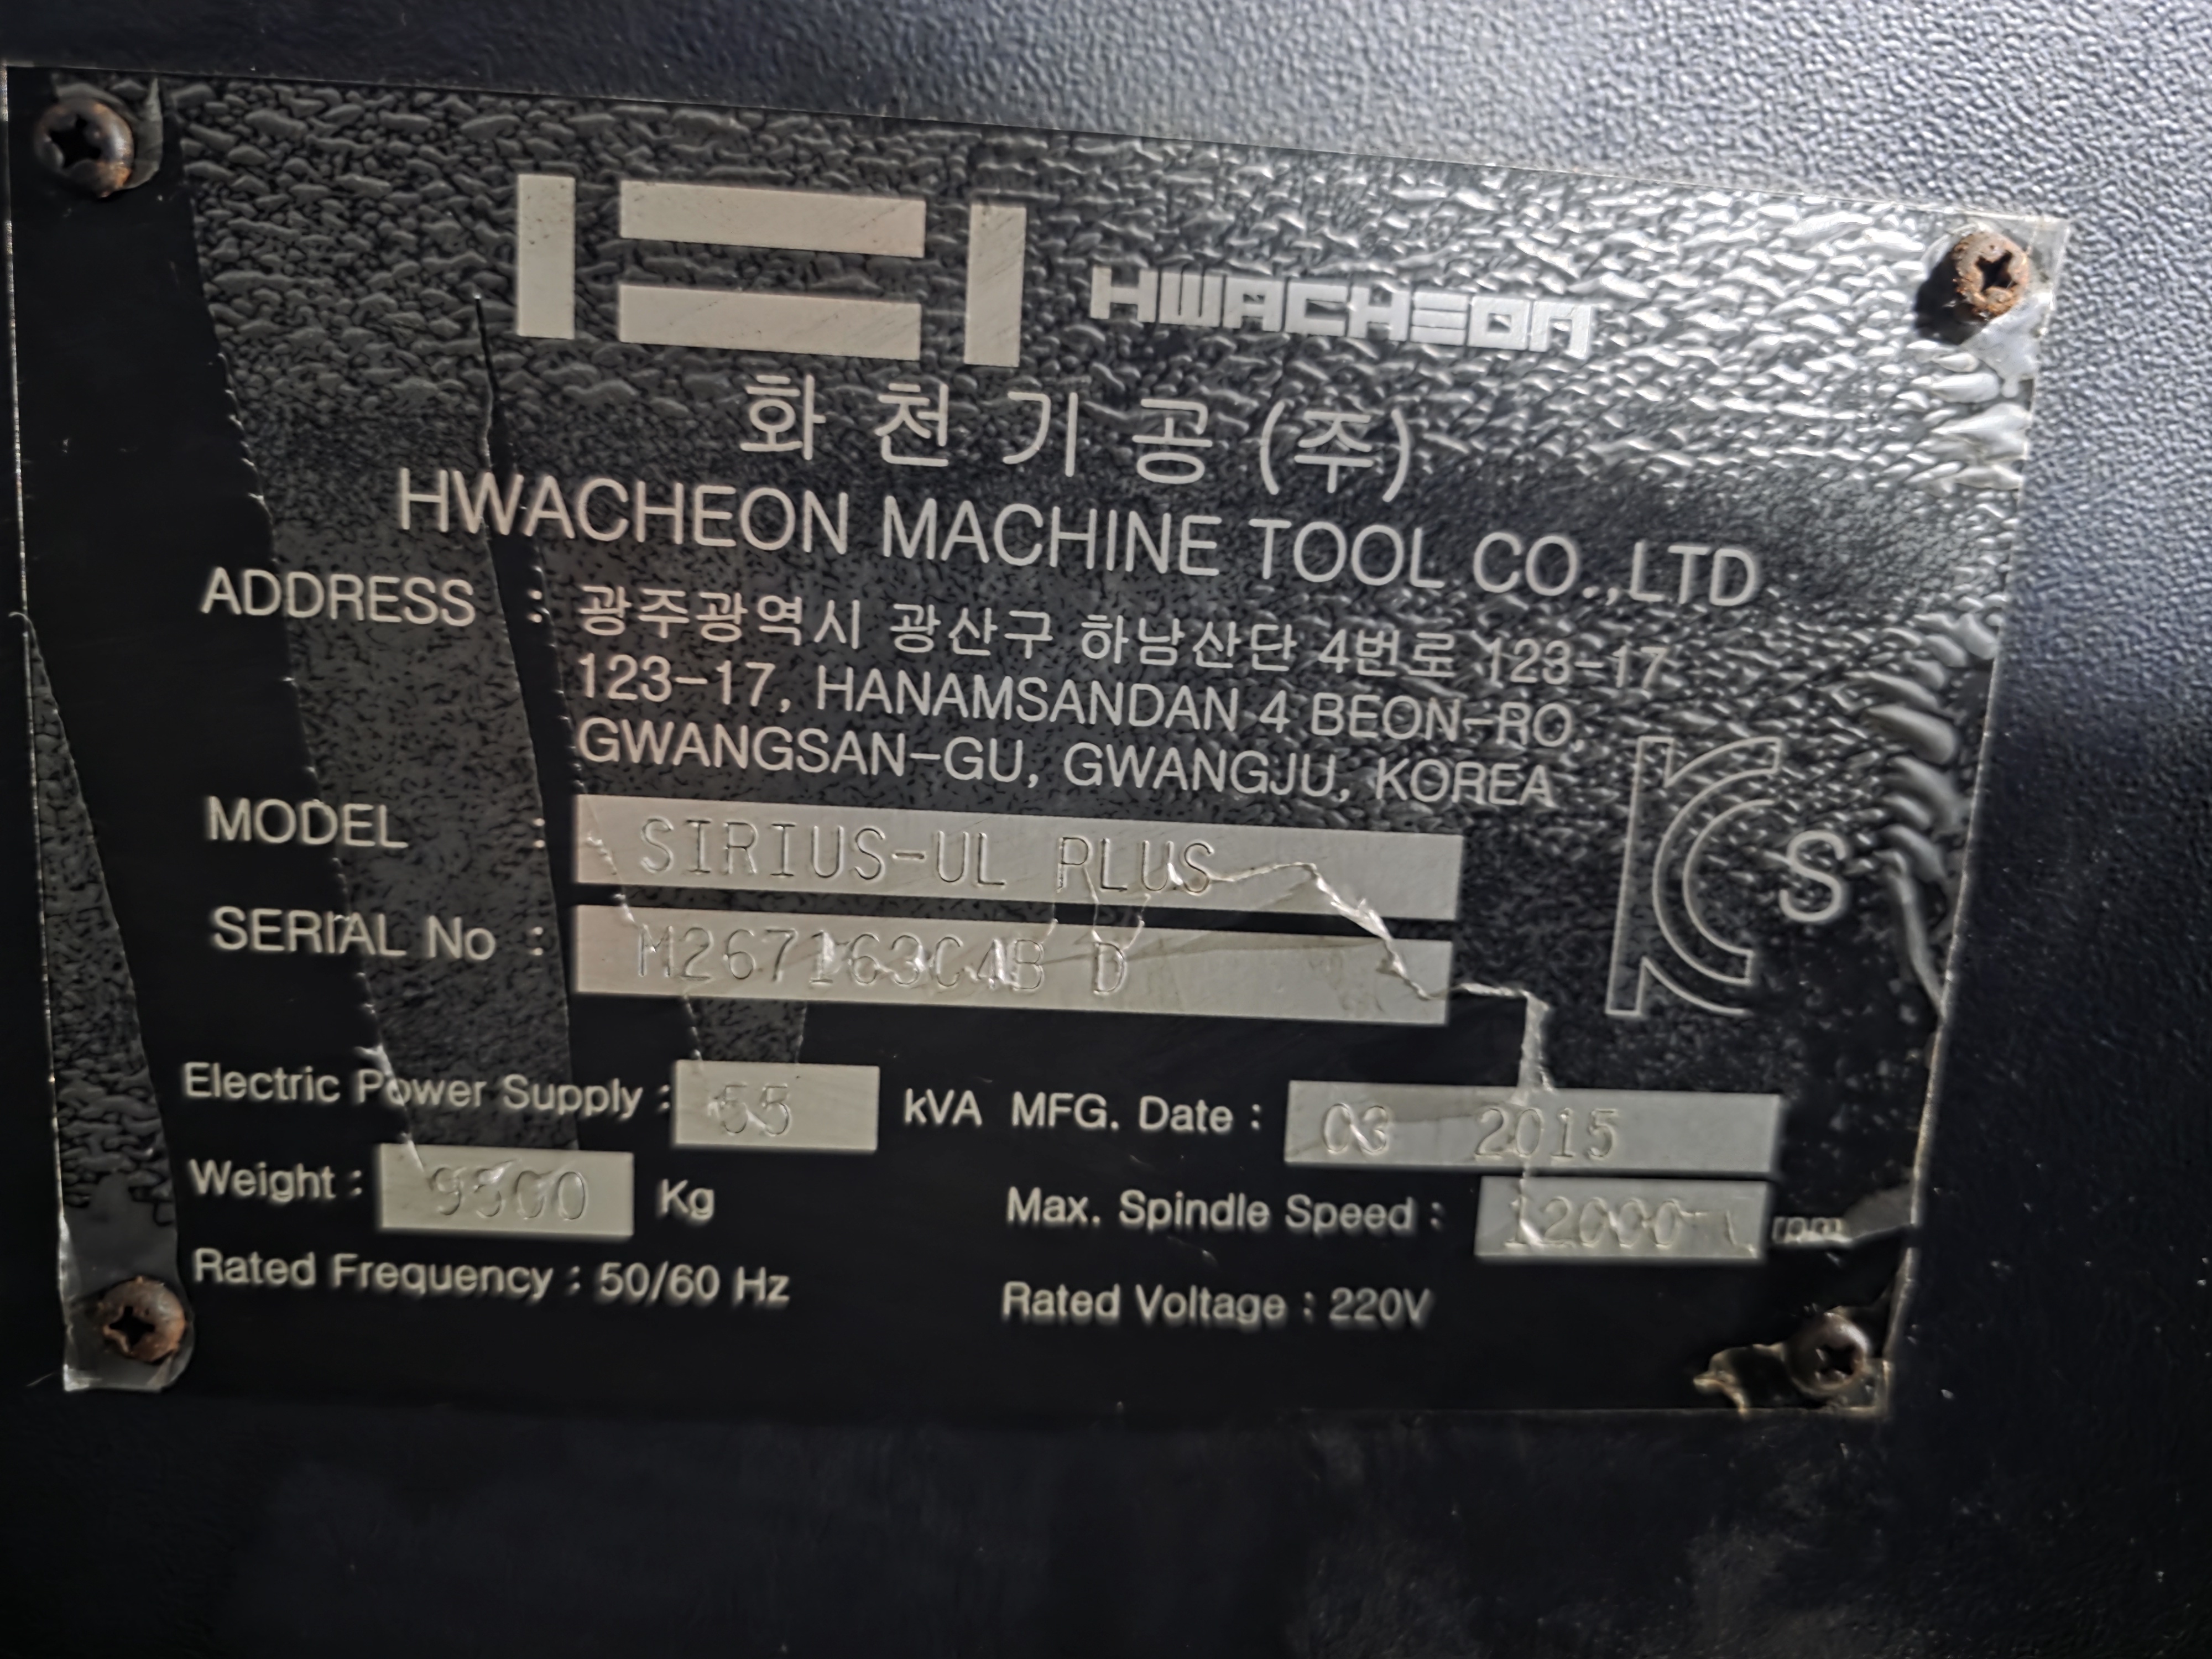 HWACHEON
화천기공(주)
HWACHEON MACHINE TOOL CO.,LTD
ADDRESS : 광주광역시 광산구 하남산단 4번로 123-17
123-17, HANAMSANDAN 4 BEON-RO,
GWANGSAN-GU, GWANGJU, KOREA
MODEL : SIRIUS-UL PLUS
SERIAL No : D
S
Electric Power Supply : 55 kVA MFG. Date : 03 2015
Weight : Kg Max. Spindle Speed : rpm
Rated Frequency : 50/60 Hz Rated Voltage : 220V